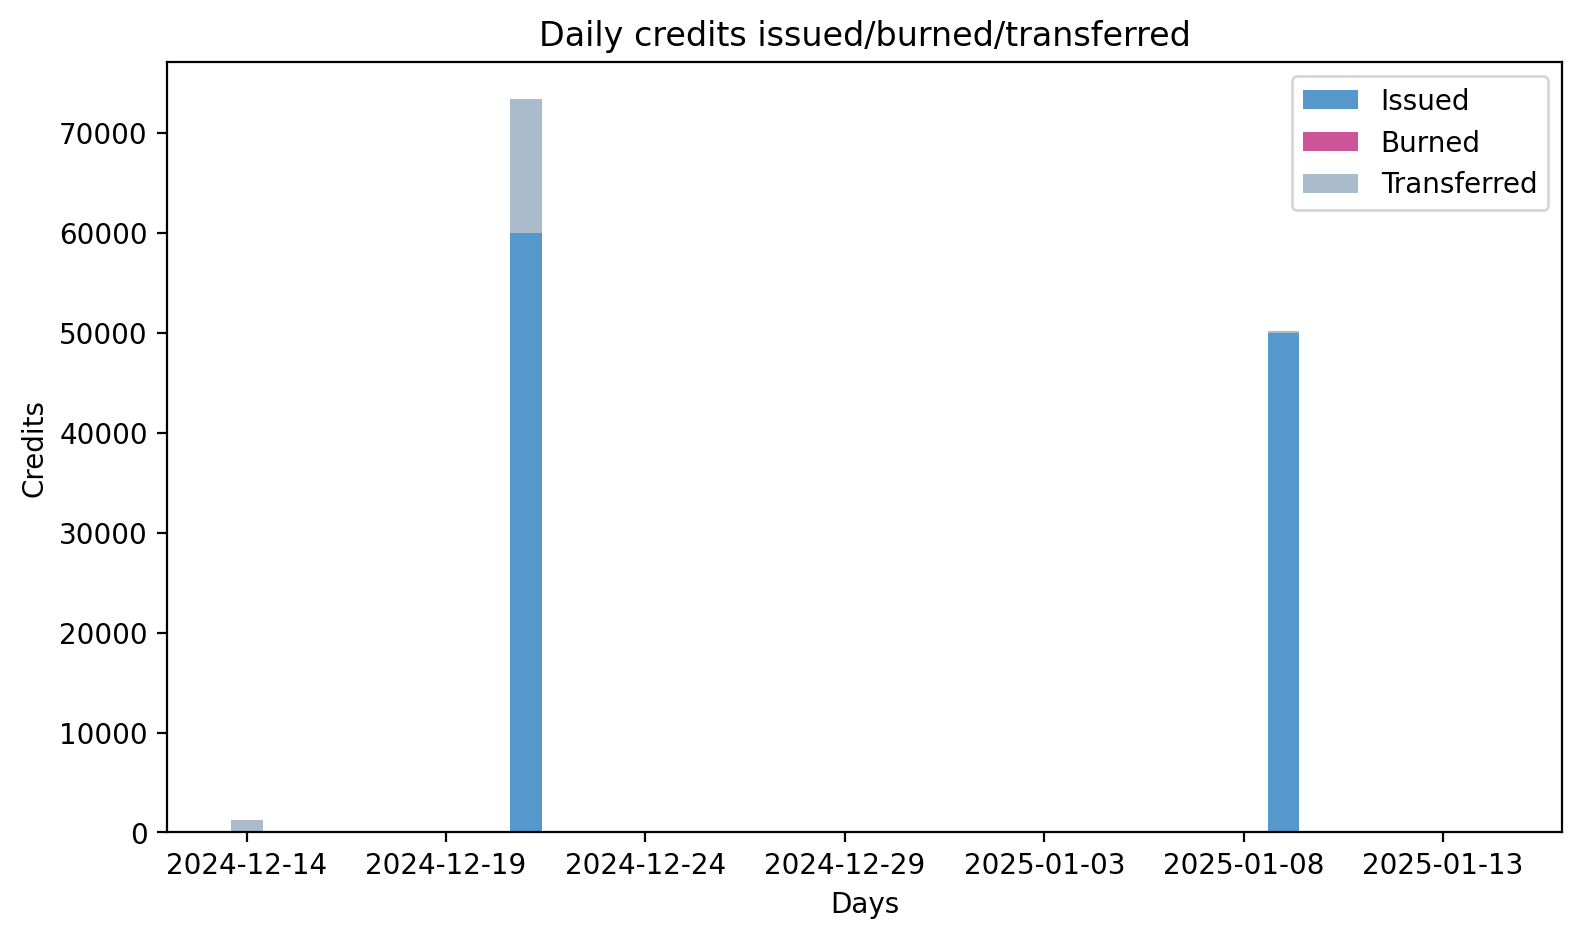 Daily credits issued/burned/transferred
Issued
Burned
Transferred
70000
60000
50000
40000
30000
20000
10000
0
Credits
2024-12-14 2024-12-19 2024-12-24 2024-12-29 2025-01-03 2025-01-08 2025-01-13
Days